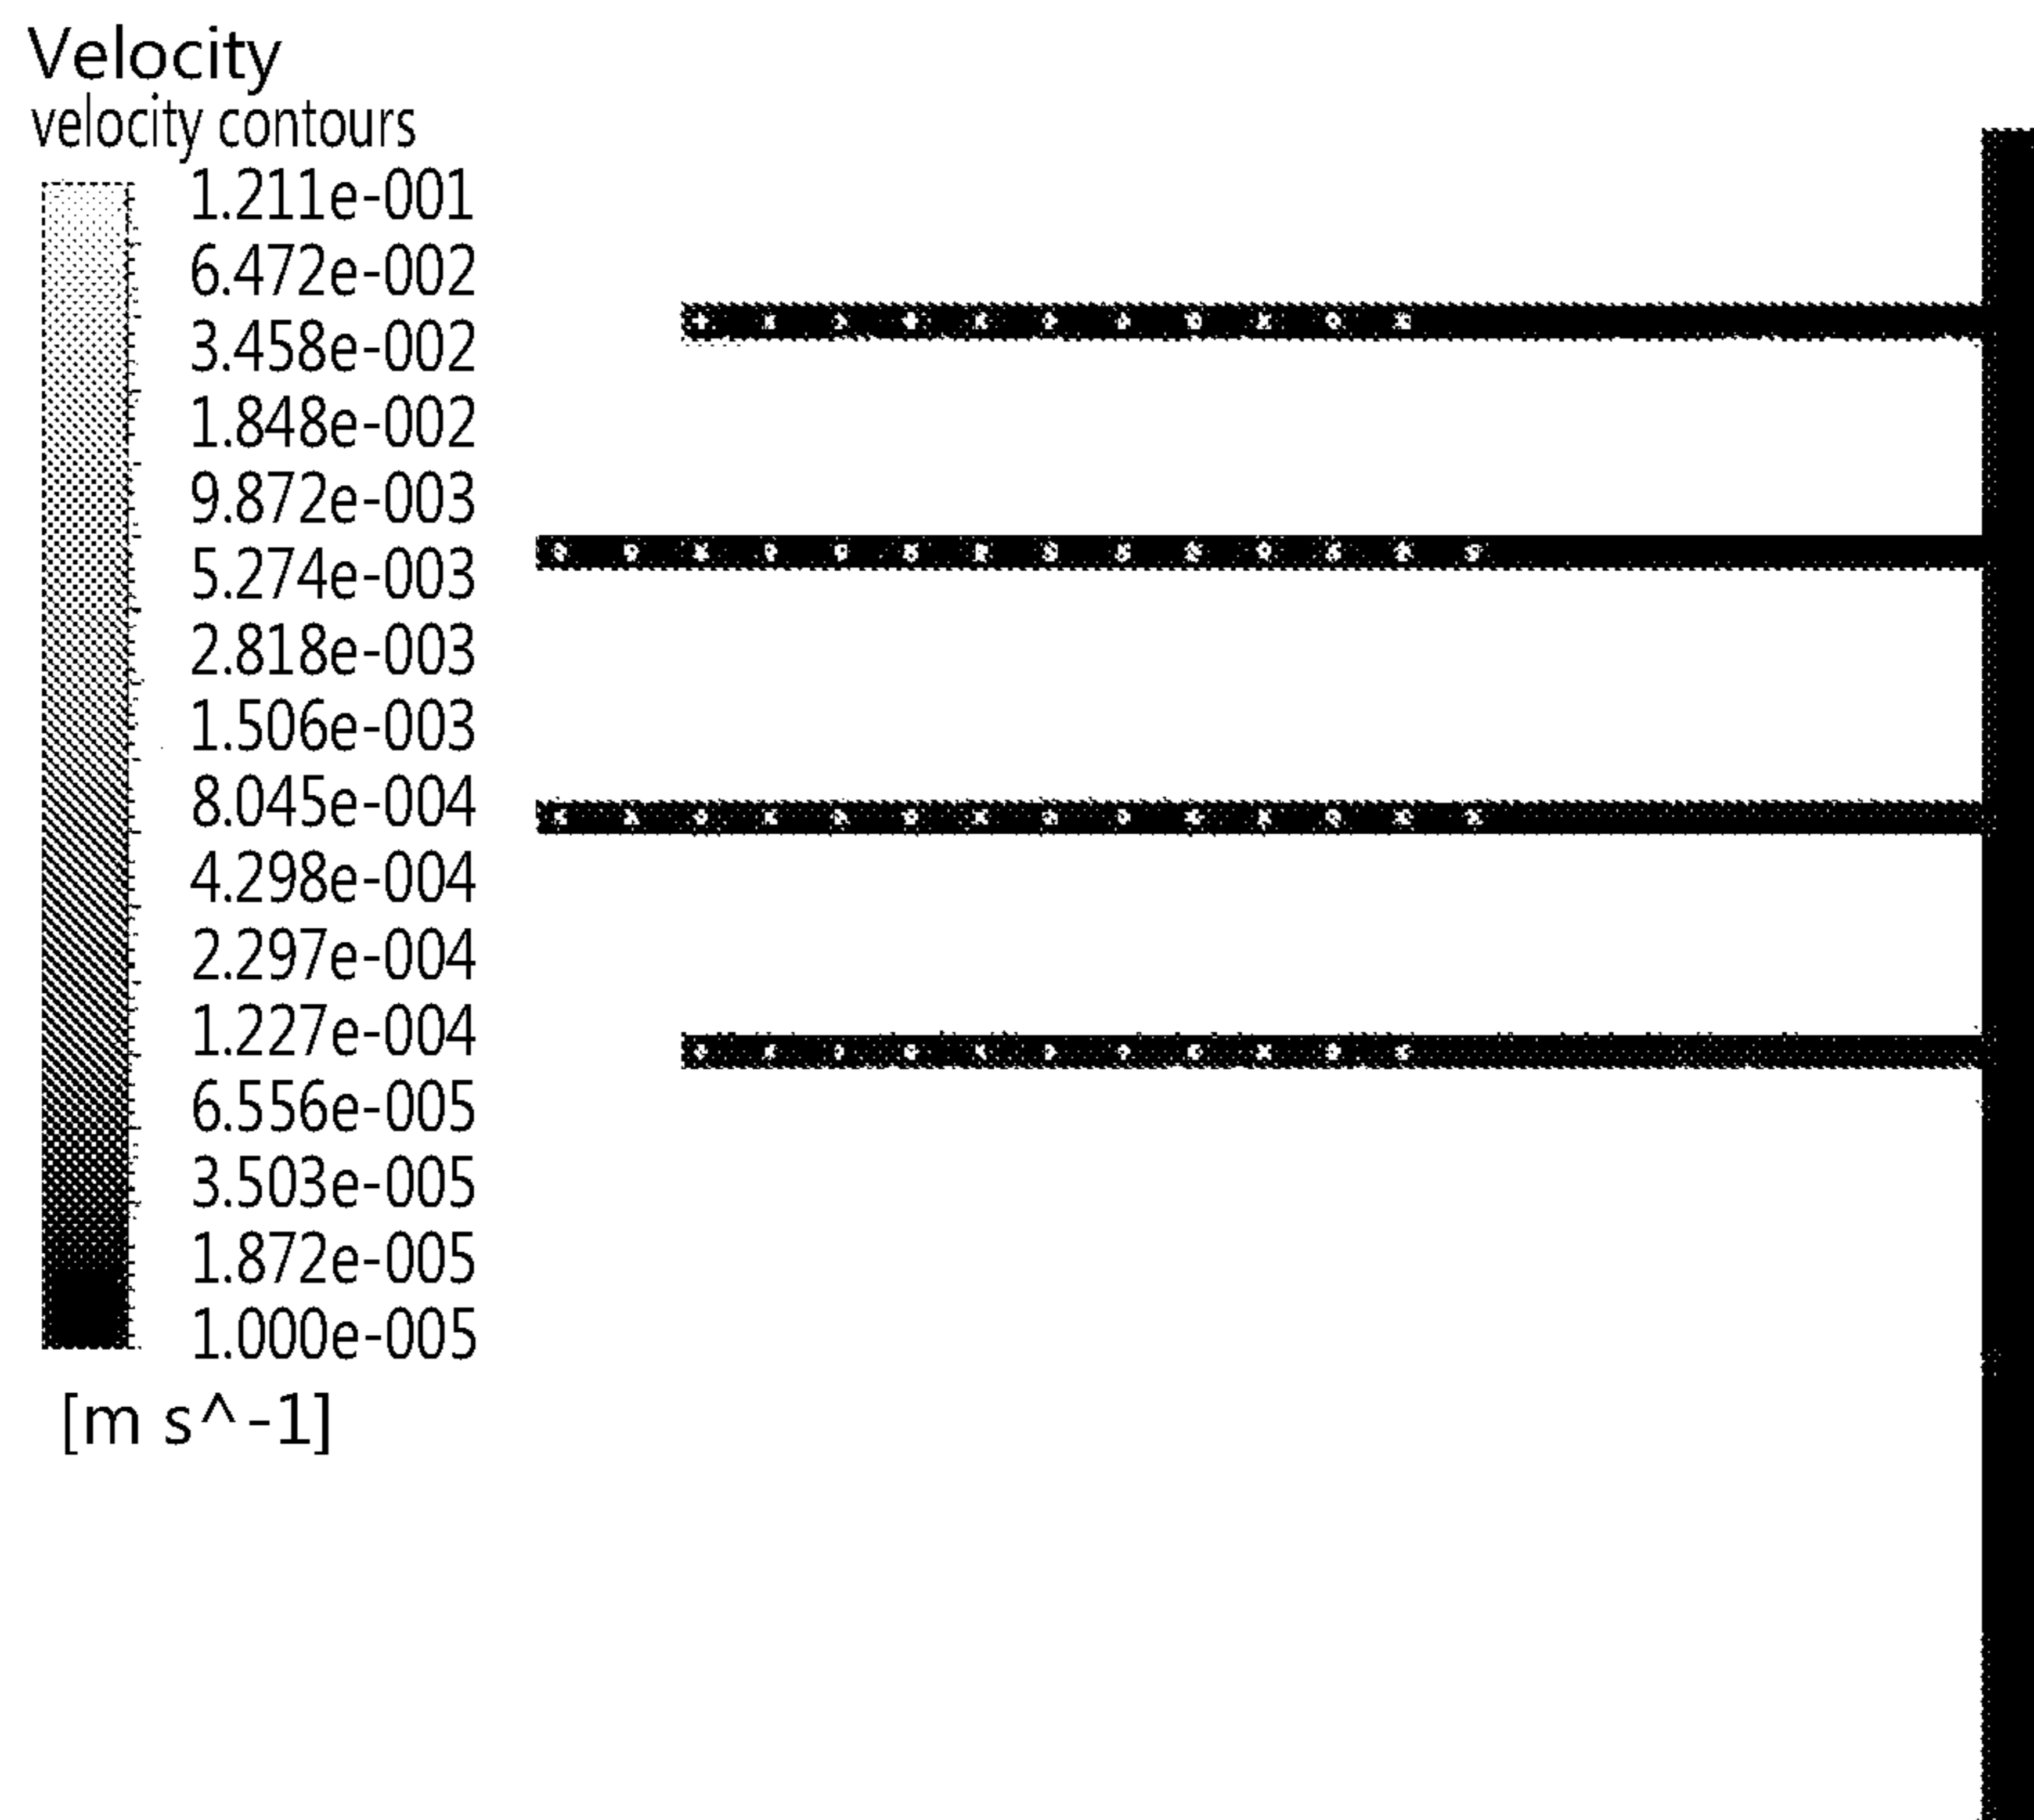 Velocity
velocity contours
1.211e-001
6.472e-002
3.458e-002
1.848e-002
9.872e-003
5.274e-003
2.818e-003
1.506e-003
8.045e-004
4.298e-004
2.297e-004
1.227e-004
6.556e-005
3.503e-005
1.872e-005
1.000e-005
[m s^-1]